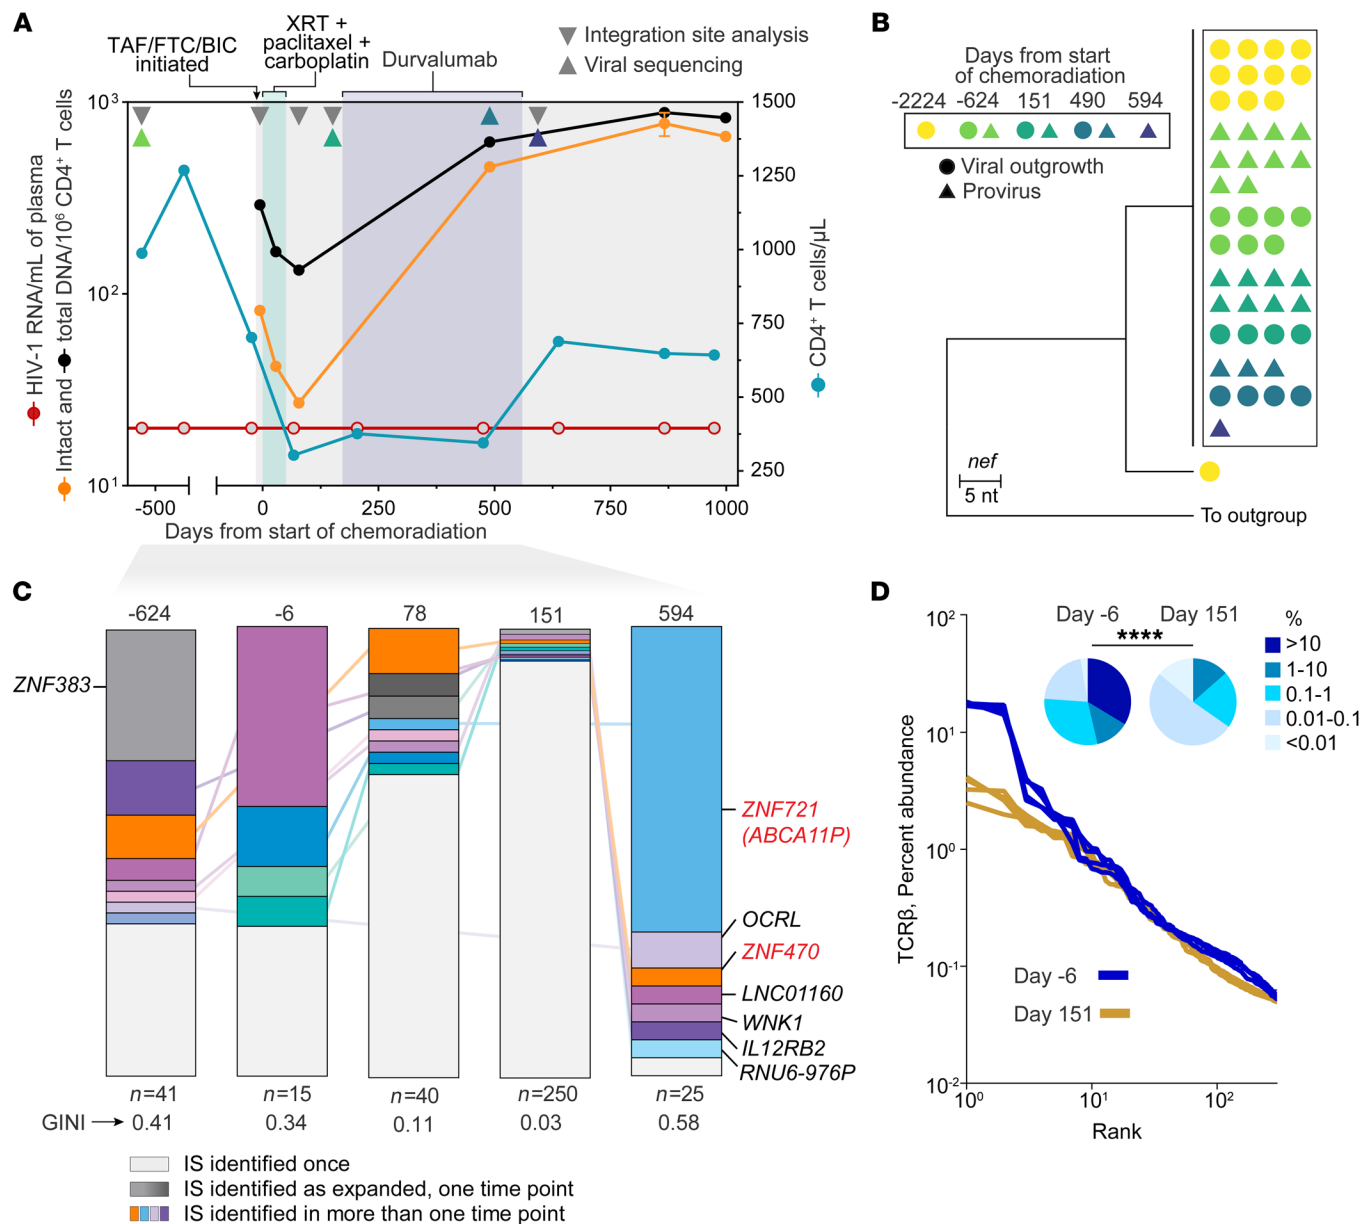 A
TAF/FTC/BIC
initiated
XRT +
paclitaxel +
carboplatin
Durvalumab
Integration site analysis
Viral sequencing
HIV-1 RNA/mL of plasma
Intact and total DNA/10⁶ CD4⁺ T cells
10³
10²
10¹
1500
1250
1000
750
500
250
CD4⁺ T cells/µL
-500
0
250
500
750
1000
Days from start of chemoradiation
B
Days from start
of chemoradiation
-2224 -624 151 490 594
Viral outgrowth
Provirus
nef
5 nt
To outgroup
C
-624 -6 78 151 594
ZNF383
ZNF721
(ABCA11P)
OCRL
ZNF470
LNC01160
WNK1
IL12RB2
RNU6-976P
n=41 n=15 n=40 n=250 n=25
GINI 0.41 0.34 0.11 0.03 0.58
IS identified once
IS identified as expanded, one time point
IS identified in more than one time point
D
Day -6 Day 151
****
%
>10
1-10
0.1-1
0.01-0.1
<0.01
TCRβ, Percent abundance
10²
10¹
10⁰
10⁻¹
10⁻²
Day -6
Day 151
10⁰ 10¹ 10²
Rank